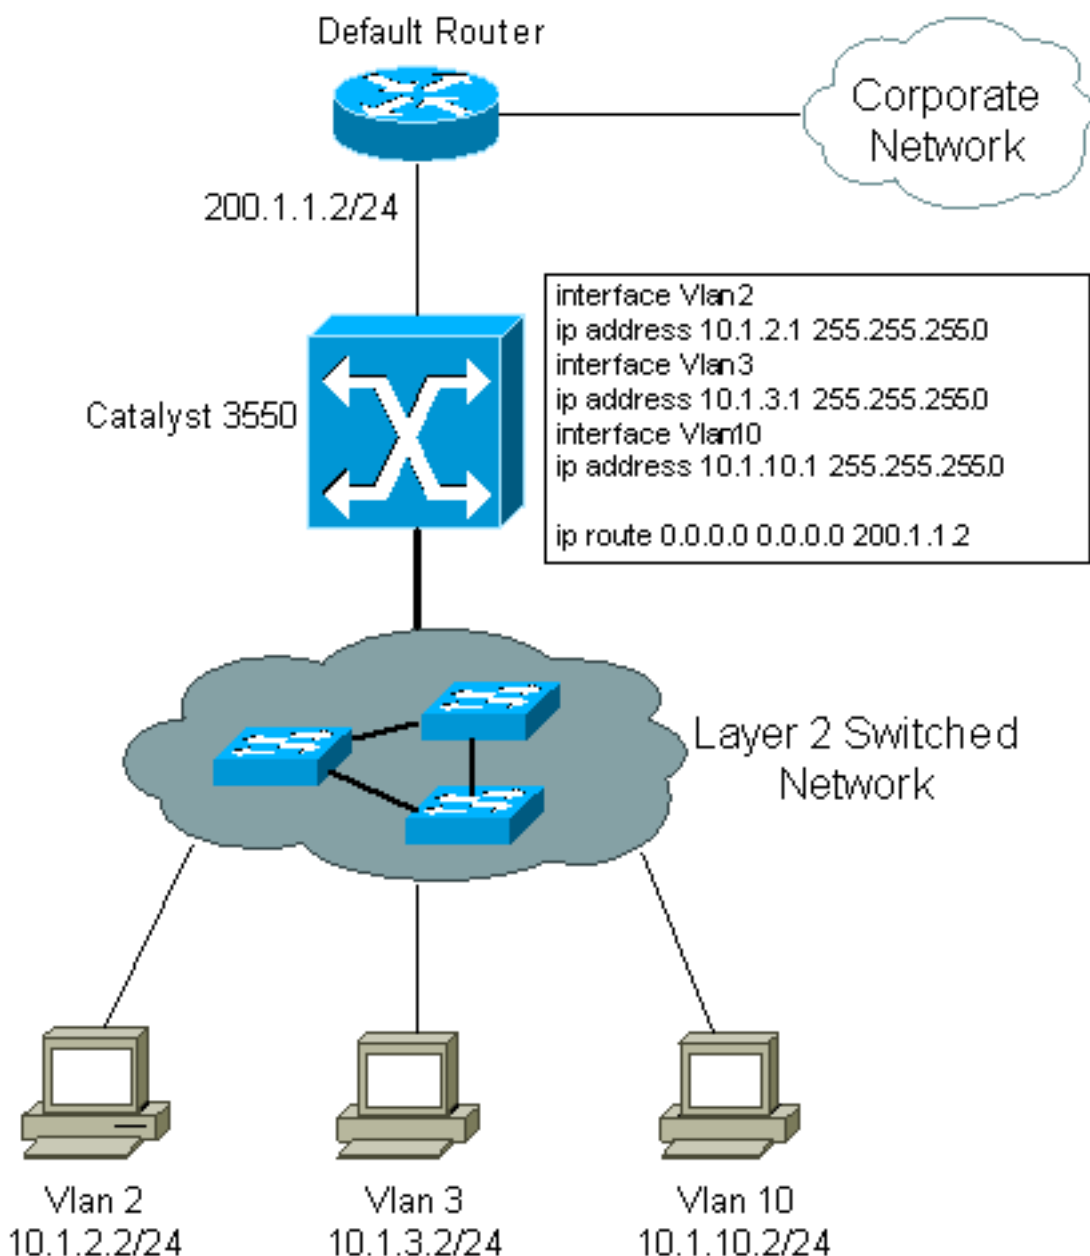 Default Router
Corporate
Network
200.1.1.2/24
interface Vlan2
ip address 10.1.2.1 255.255.255.0
interface Vlan3
ip address 10.1.3.1 255.255.255.0
interface Vlan10
ip address 10.1.10.1 255.255.255.0
ip route 0.0.0.0 0.0.0.0 200.1.1.2
Catalyst 3550
Layer 2 Switched
Network
Vlan 2
10.1.2.2/24
Vlan 3
10.1.3.2/24
Vlan 10
10.1.10.2/24